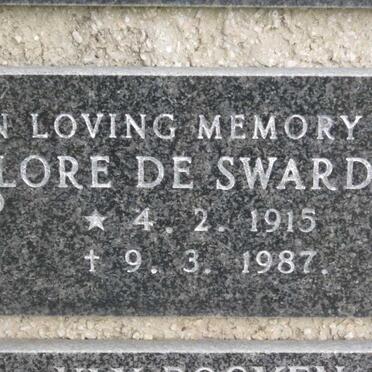 N LOVING MEMORY
LORE DE SWARD
★ 4. 2. 1915
† 9. 3. 1987.